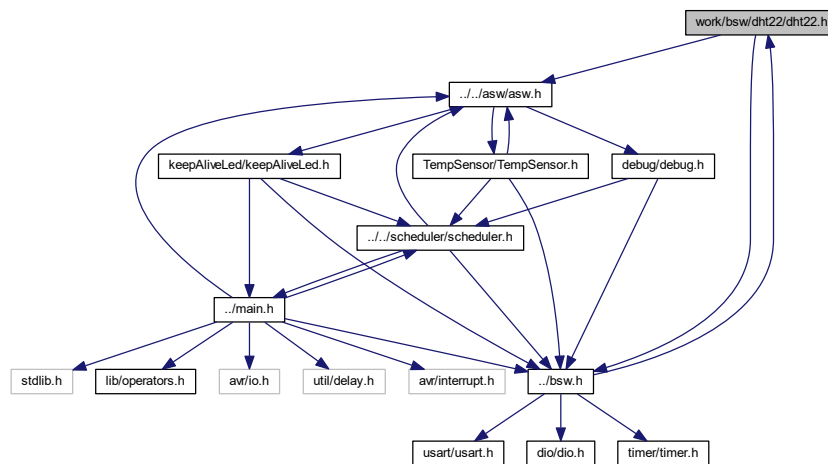 work/bsw/dht22/dht22.h
../../asw/asw.h
keepAliveLed/keepAliveLed.h
TempSensor/TempSensor.h
debug/debug.h
../../scheduler/scheduler.h
../main.h
stdlib.h
lib/operators.h
avr/io.h
util/delay.h
avr/interrupt.h
../bsw.h
usart/usart.h
dio/dio.h
timer/timer.h